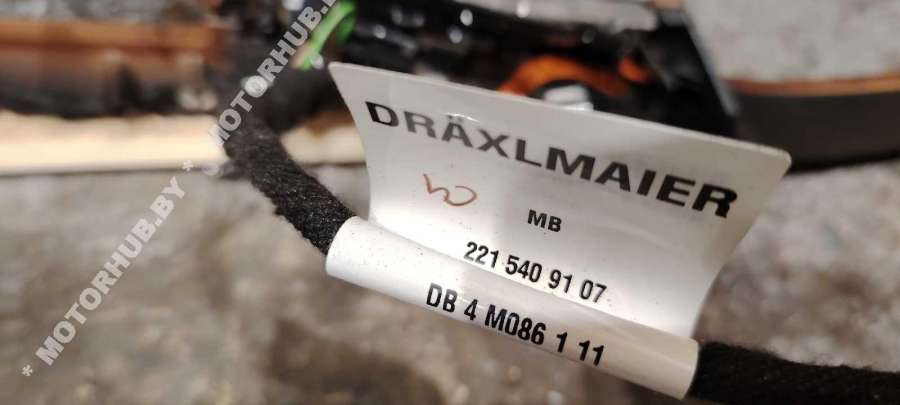 DRÄXLMAIER
MB
221 540 91 07
DB 4 M086 1 11
* MOTORHUB.BY * MOTORHUB.BY